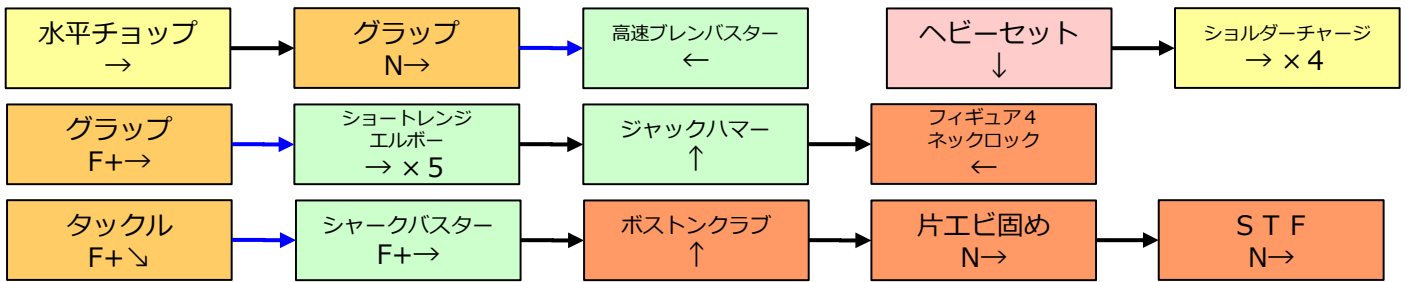 水平チョップ
→
グラップ
N→
高速ブレンバスター
←
ヘビーセット
↓
ショルダーチャージ
→×４
グラップ
F+→
ショートレンジ
エルボー
→×５
ジャックハマー
↑
フィギュア４
ネックロック
←
タックル
F+↘
シャークバスター
F+→
ボストンクラブ
↑
片エビ固め
N→
ＳＴＦ
N→